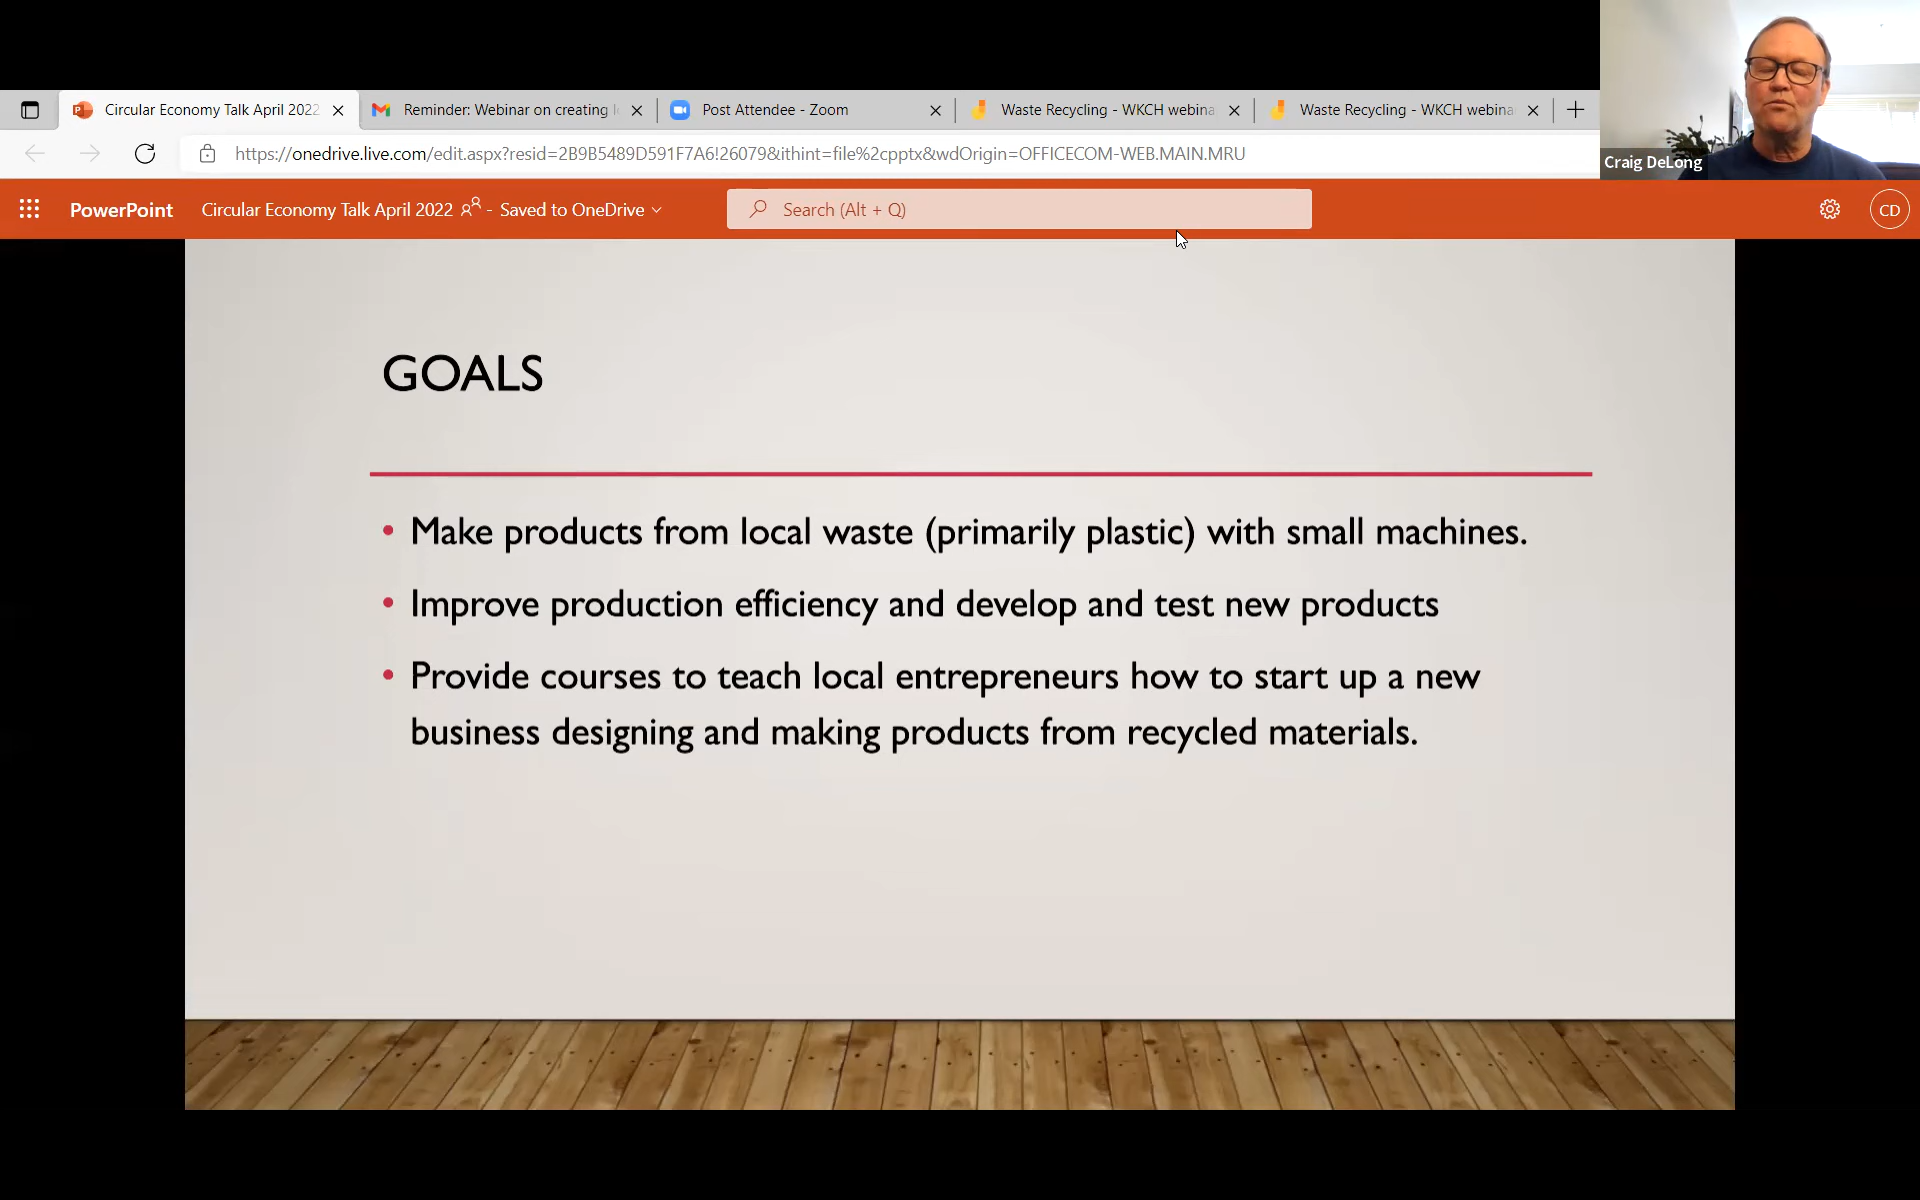 Circular Economy Talk April 2022
Reminder: Webinar on creating l
Post Attendee - Zoom
Waste Recycling - WKCH webina
Waste Recycling - WKCH webina
https://onedrive.live.com/edit.aspx?resid=2B9B5489D591F7A6!26079&ithint=file%2cpptx&wdOrigin=OFFICECOM-WEB.MAIN.MRU
Craig DeLong
PowerPoint
Circular Economy Talk April 2022 - Saved to OneDrive
Search (Alt + Q)
CD
GOALS
• Make products from local waste (primarily plastic) with small machines.
• Improve production efficiency and develop and test new products
• Provide courses to teach local entrepreneurs how to start up a new
business designing and making products from recycled materials.